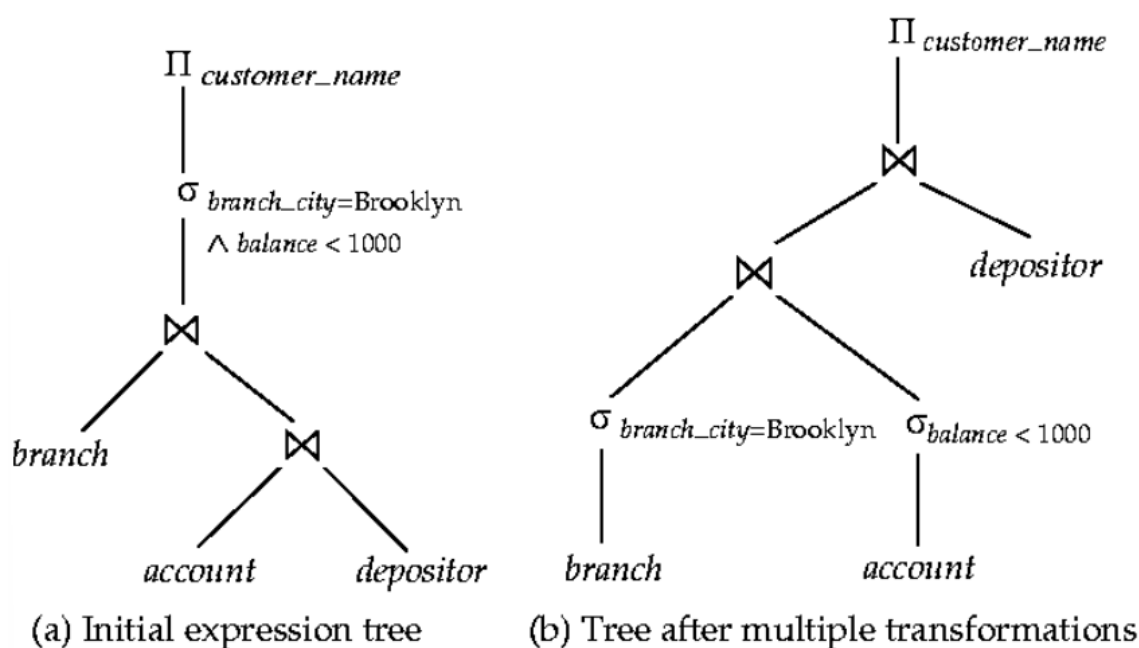 Π customer_name
σ branch_city=Brooklyn
∧ balance < 1000
⋈
branch
⋈
account depositor
(a) Initial expression tree
Π customer_name
⋈
⋈
depositor
σ branch_city=Brooklyn σbalance < 1000
branch account
(b) Tree after multiple transformations